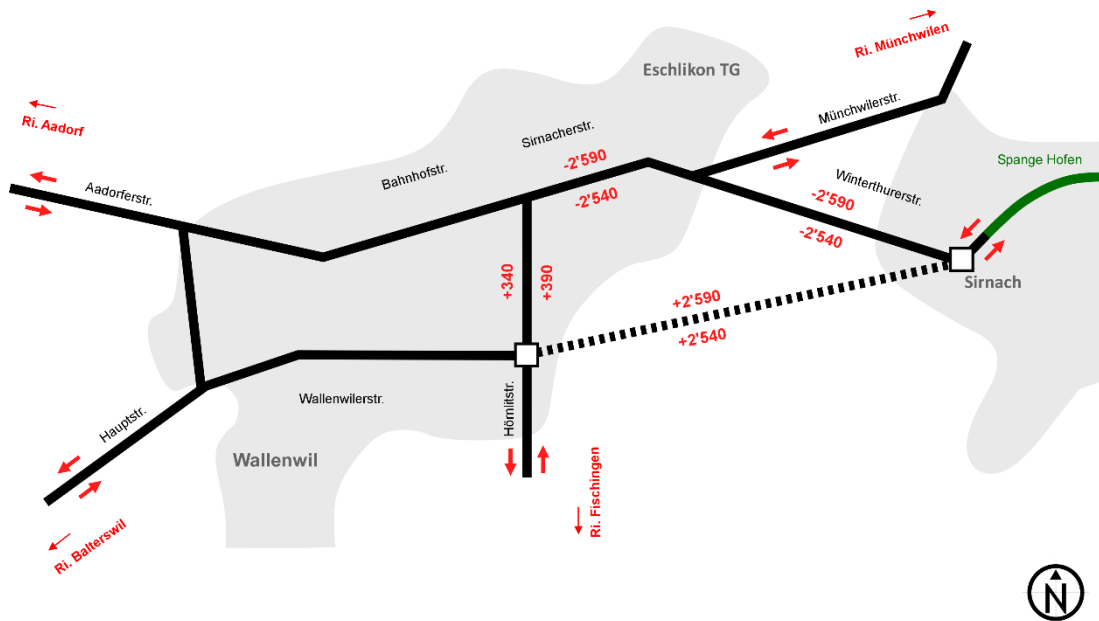 Ri. Münchwilen
Eschlikon TG
Münchwilerstr.
Ri. Aadorf
Sirnacherstr.
-2'590
-2'540
Bahnhofstr.
Aadorferstr.
Spange Hofen
Winterthurerstr.
-2'590
-2'540
Sirnach
+340
+390
+2'590
+2'540
Wallenwilerstr.
Hörnlitstr.
Hauptstr.
Wallenwil
Ri. Fischingen
Ri. Balterswil
N